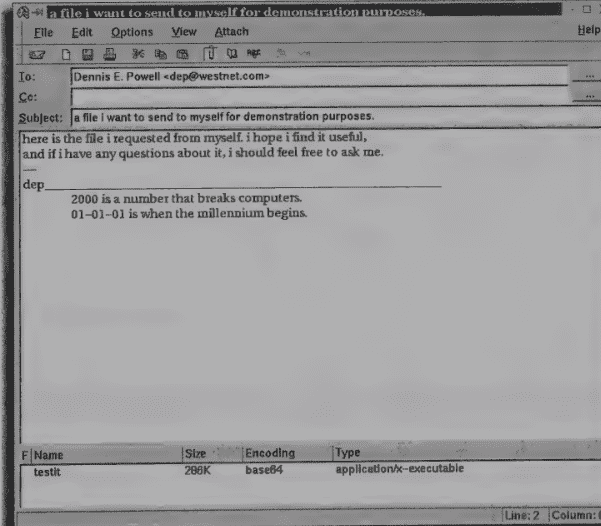 a file i want to send to myself for demonstration purposes.
File Edit Options View Attach Help
To: Dennis E. Powell <dep@westnet.com> ...
Cc: ...
Subject: a file i want to send to myself for demonstration purposes.
here is the file i requested from myself. i hope i find it useful,
and if i have any questions about it, i should feel free to ask me.
—
dep
2000 is a number that breaks computers.
01-01-01 is when the millennium begins.
F Name Size Encoding Type
testit base64 application/x-executable
Line: 2 Column: